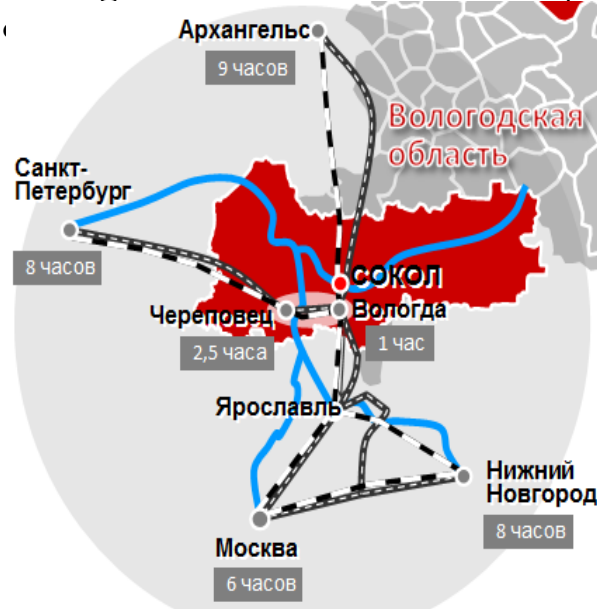 Архангельск
9 часов
Вологодская
область
Санкт-
Петербург
8 часов
СОКОЛ
Череповец
Вологда
2,5 часа
1 час
Ярославль
Нижний
Новгород
8 часов
Москва
6 часов